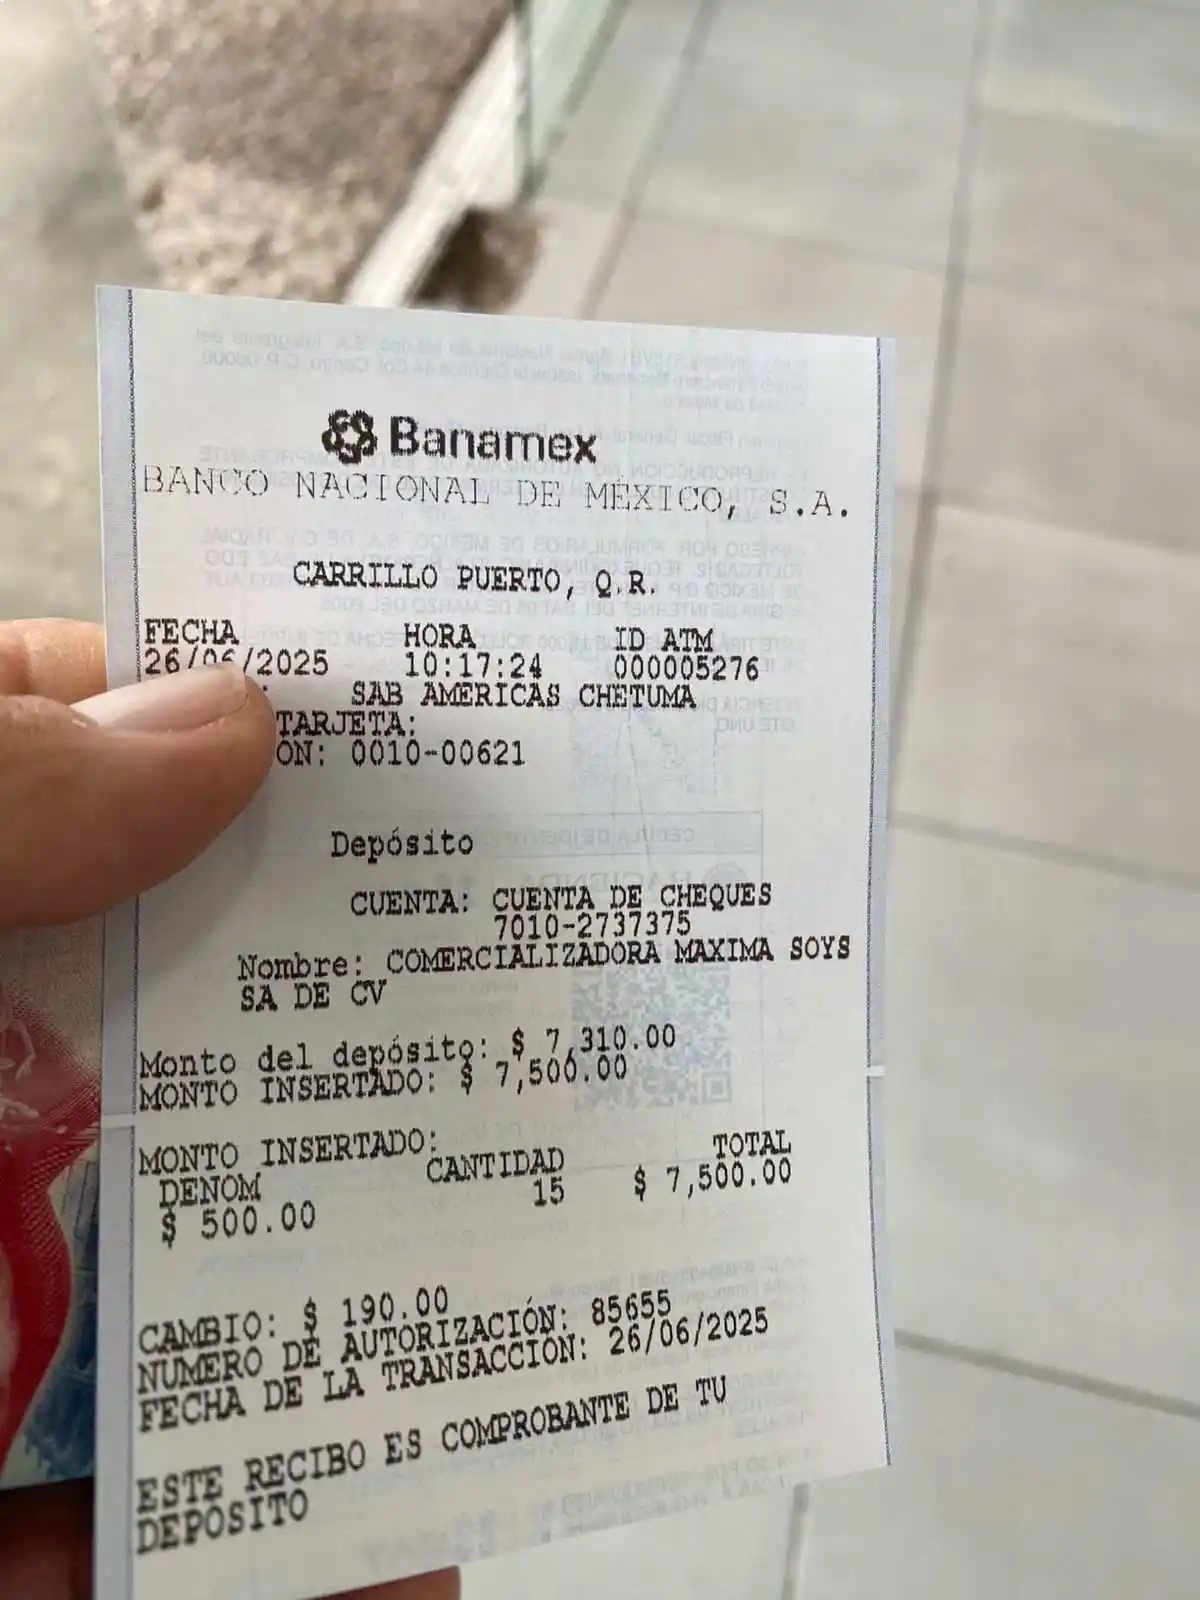 Banamex
BANCO NACIONAL DE MÉXICO, S.A.
CARRILLO PUERTO, Q.R.
FECHA HORA ID ATM
26/06/2025 10:17:24 000005276
: SAB AMERICAS CHETUMA
TARJETA:
ÓN: 0010-00621
Depósito
CUENTA: CUENTA DE CHEQUES
7010-2737375
Nombre: COMERCIALIZADORA MAXIMA SOYS
SA DE CV
Monto del depósito: $ 7,310.00
MONTO INSERTADO: $ 7,500.00
MONTO INSERTADO:
DENOM CANTIDAD TOTAL
$ 500.00 15 $ 7,500.00
CAMBIO: $ 190.00
NUMERO DE AUTORIZACIÓN: 85655
FECHA DE LA TRANSACCIÓN: 26/06/2025
ESTE RECIBO ES COMPROBANTE DE TU
DEPÓSITO